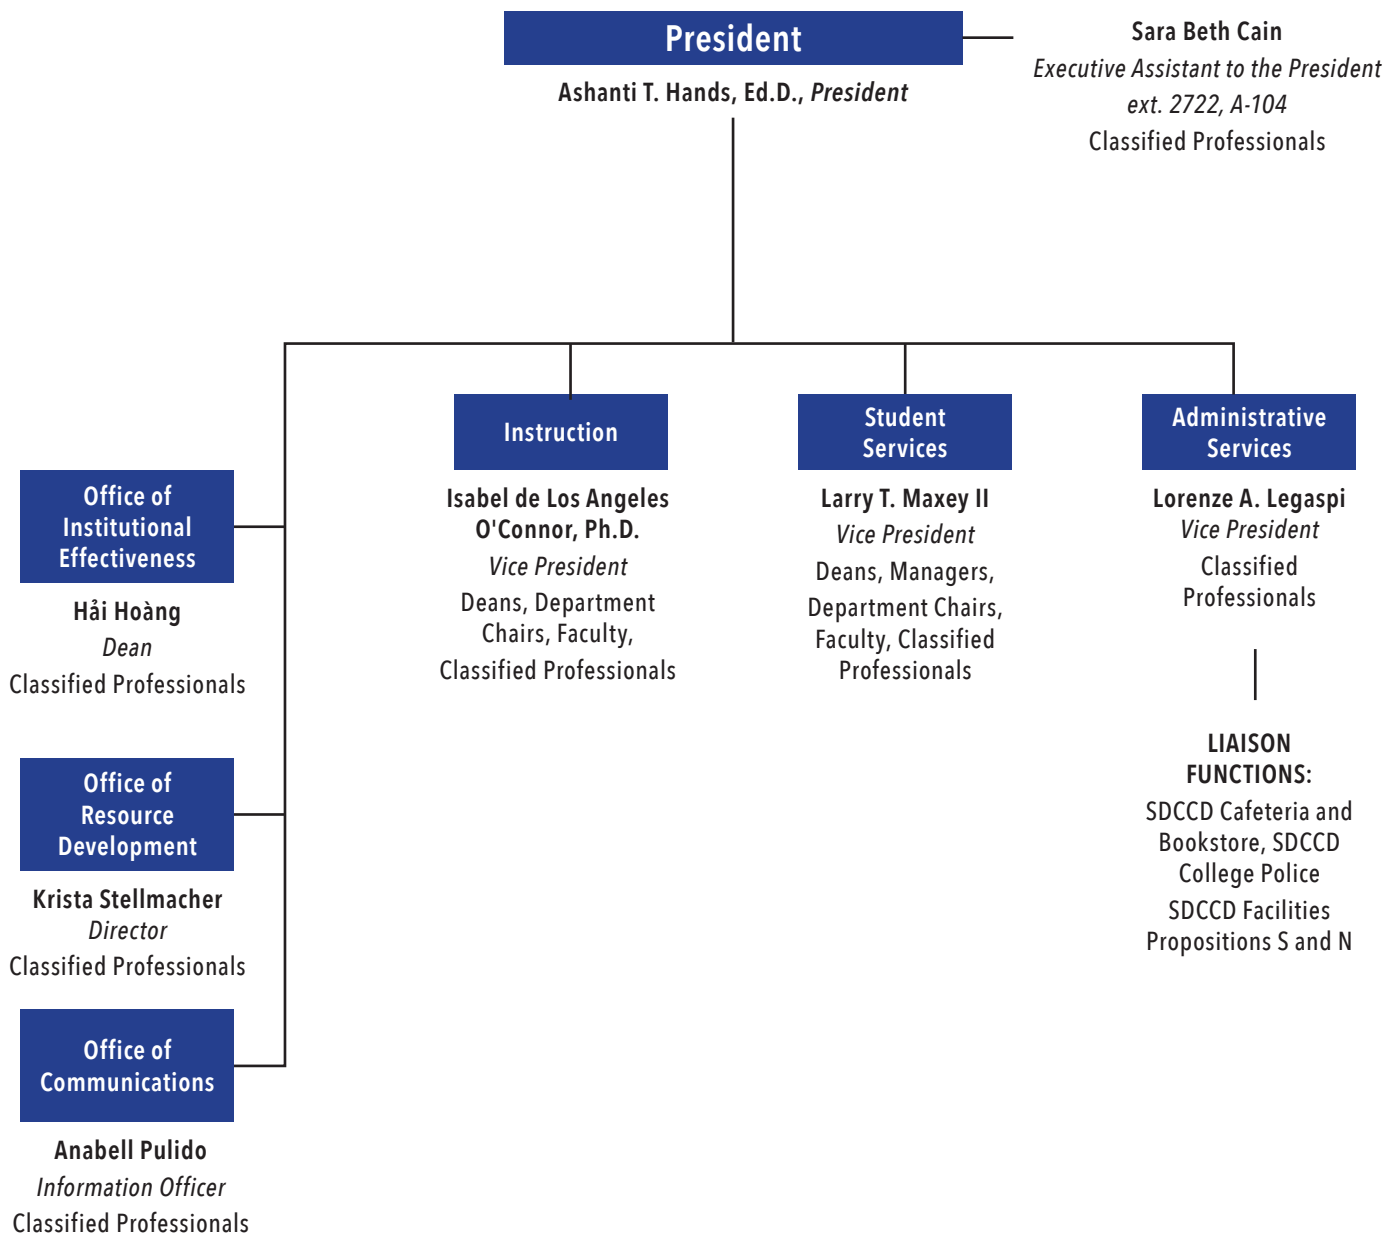 President
Ashanti T. Hands, Ed.D., President
Sara Beth Cain
Executive Assistant to the President
ext. 2722, A-104
Classified Professionals
Instruction
Isabel de Los Angeles
O'Connor, Ph.D.
Vice President
Deans, Department
Chairs, Faculty,
Classified Professionals
Student
Services
Larry T. Maxey II
Vice President
Deans, Managers,
Department Chairs,
Faculty, Classified
Professionals
Administrative
Services
Lorenze A. Legaspi
Vice President
Classified
Professionals
LIAISON
FUNCTIONS:
SDCCD Cafeteria and
Bookstore, SDCCD
College Police
SDCCD Facilities
Propositions S and N
Office of
Institutional
Effectiveness
Hải Hoàng
Dean
Classified Professionals
Office of
Resource
Development
Krista Stellmacher
Director
Classified Professionals
Office of
Communications
Anabell Pulido
Information Officer
Classified Professionals